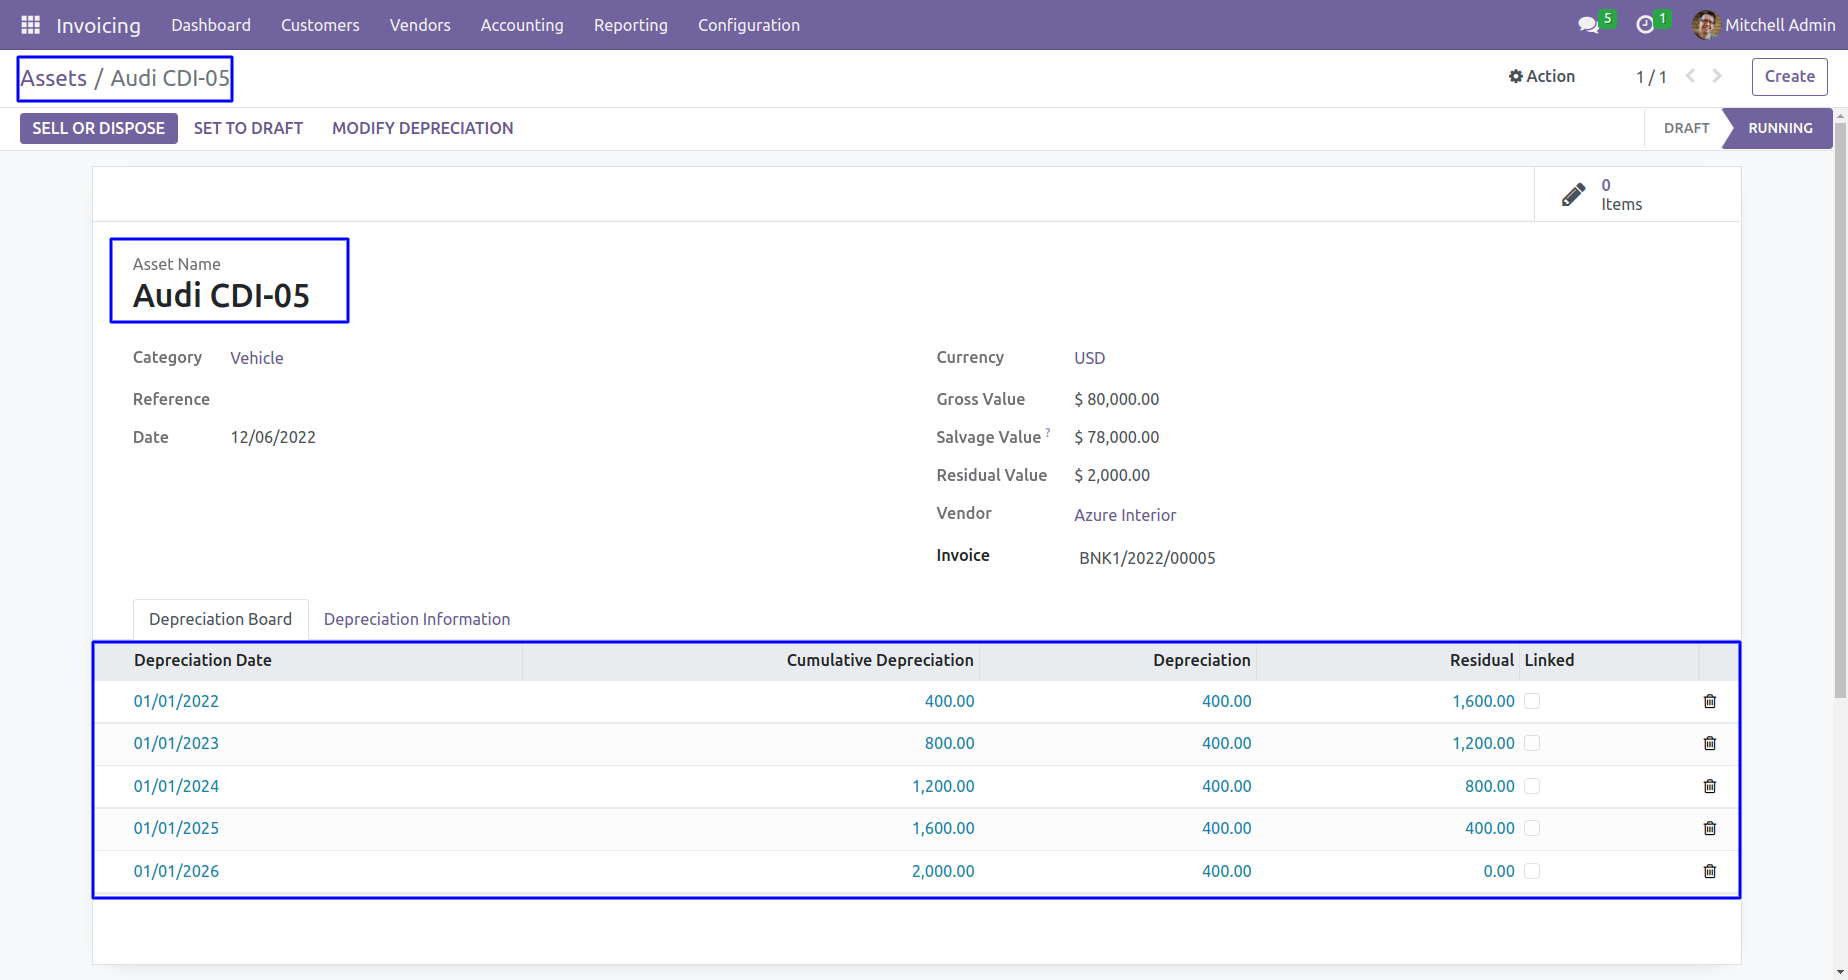 Invoicing Dashboard Customers Vendors Accounting Reporting Configuration 5 1 Mitchell Admin
Assets / Audi CDI-05 Action 1 / 1 Create
SELL OR DISPOSE SET TO DRAFT MODIFY DEPRECIATION DRAFT RUNNING
0
Items
Asset Name
Audi CDI-05
Category Vehicle
Reference
Date 12/06/2022
Currency USD
Gross Value $ 80,000.00
Salvage Value ? $ 78,000.00
Residual Value $ 2,000.00
Vendor Azure Interior
Invoice BNK1/2022/00005
Depreciation Board Depreciation Information
Depreciation Date Cumulative Depreciation Depreciation Residual Linked
01/01/2022 400.00 400.00 1,600.00
01/01/2023 800.00 400.00 1,200.00
01/01/2024 1,200.00 400.00 800.00
01/01/2025 1,600.00 400.00 400.00
01/01/2026 2,000.00 400.00 0.00